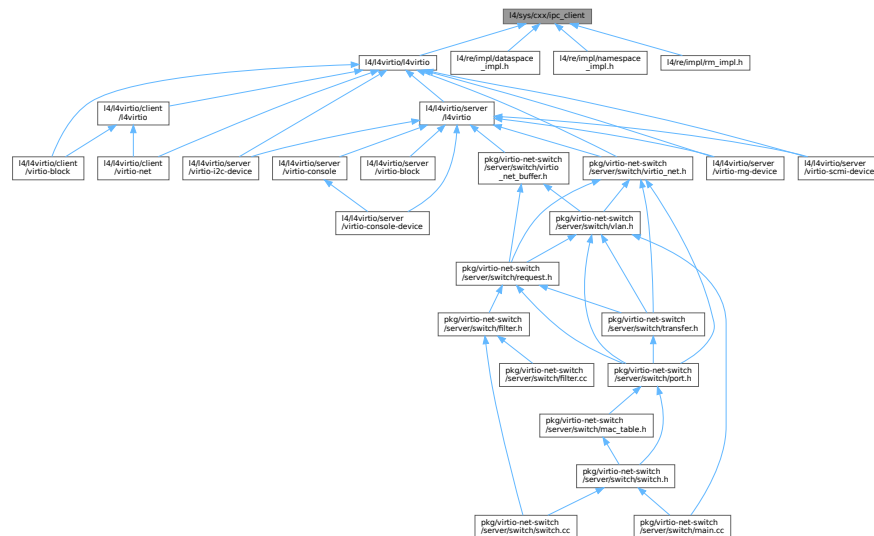 l4/sys/cxx/ipc_client
l4/l4virtio/l4virtio
l4/re/impl/dataspace
_impl.h
l4/re/impl/namespace
_impl.h
l4/re/impl/rm_impl.h
l4/l4virtio/client
/l4virtio
l4/l4virtio/server
/l4virtio
l4/l4virtio/client
/virtio-block
l4/l4virtio/client
/virtio-net
l4/l4virtio/server
/virtio-i2c-device
l4/l4virtio/server
/virtio-console
l4/l4virtio/server
/virtio-block
pkg/virtio-net-switch
/server/switch/virtio
_net_buffer.h
pkg/virtio-net-switch
/server/switch/virtio_net.h
l4/l4virtio/server
/virtio-rng-device
l4/l4virtio/server
/virtio-scmi-device
l4/l4virtio/server
/virtio-console-device
pkg/virtio-net-switch
/server/switch/vlan.h
pkg/virtio-net-switch
/server/switch/request.h
pkg/virtio-net-switch
/server/switch/filter.h
pkg/virtio-net-switch
/server/switch/transfer.h
pkg/virtio-net-switch
/server/switch/filter.cc
pkg/virtio-net-switch
/server/switch/port.h
pkg/virtio-net-switch
/server/switch/mac_table.h
pkg/virtio-net-switch
/server/switch/switch.h
pkg/virtio-net-switch
/server/switch/switch.cc
pkg/virtio-net-switch
/server/switch/main.cc